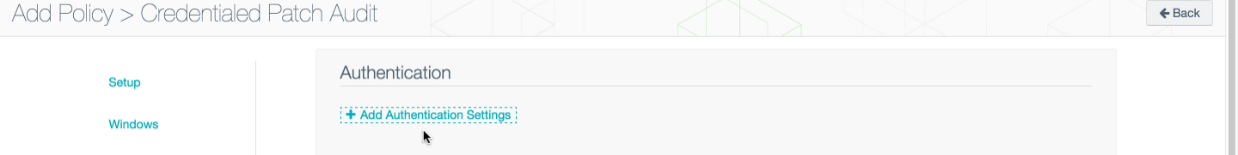 Add Policy > Credentialed Patch Audit
← Back
Setup
Windows
Authentication
+ Add Authentication Settings